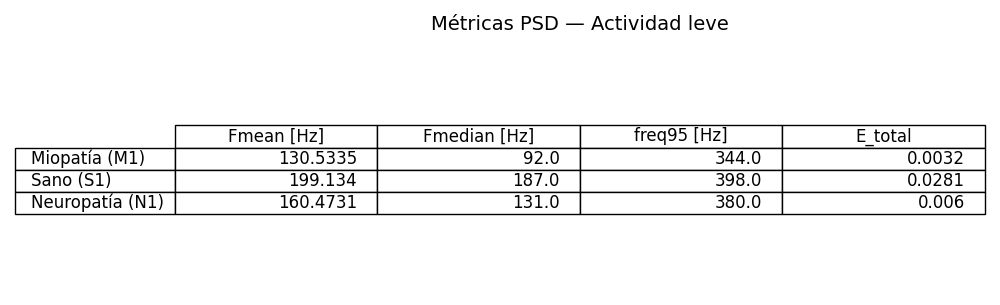 Métricas PSD — Actividad leve
Fmean [Hz] Fmedian [Hz] freq95 [Hz] E_total
Miopatía (M1) 130.5335 92.0 344.0 0.0032
Sano (S1) 199.134 187.0 398.0 0.0281
Neuropatía (N1) 160.4731 131.0 380.0 0.006